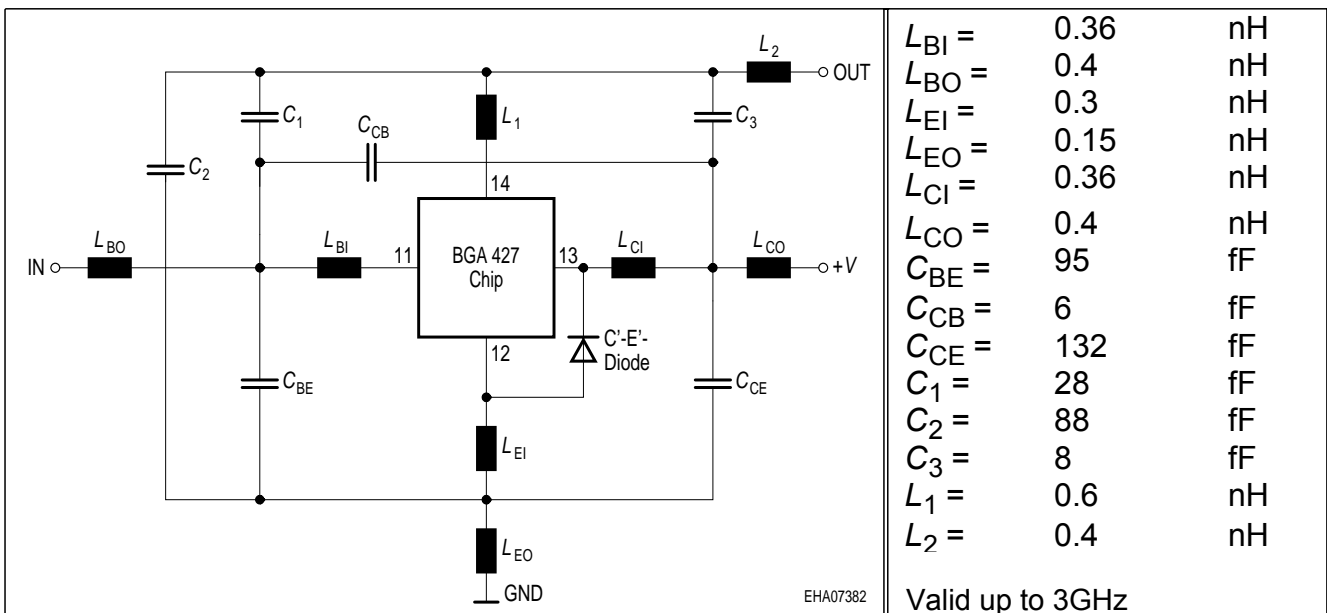 L2
OUT
C1
L1
C3
CCB
C2
14
LBO
LBI
LCI
LCO
IN
11
BGA 427
Chip
13
+V
12
C'-E'-
Diode
CBE
CCE
LEI
LEO
GND
EHA07382
LBI = 0.36 nH
LBO = 0.4 nH
LEI = 0.3 nH
LEO = 0.15 nH
LCI = 0.36 nH
LCO = 0.4 nH
CBE = 95 fF
CCB = 6 fF
CCE = 132 fF
C1 = 28 fF
C2 = 88 fF
C3 = 8 fF
L1 = 0.6 nH
L2 = 0.4 nH
Valid up to 3GHz